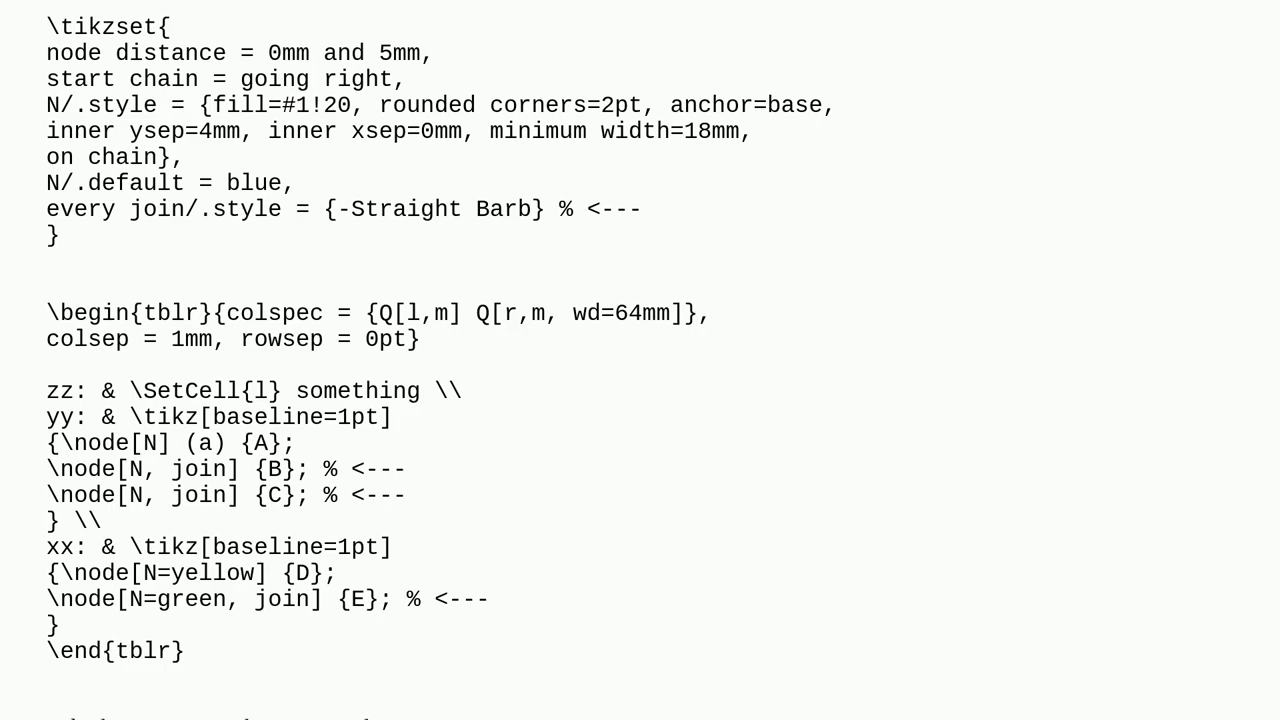 \tikzset{
node distance = 0mm and 5mm,
start chain = going right,
N/.style = {fill=#1!20, rounded corners=2pt, anchor=base,
inner ysep=4mm, inner xsep=0mm, minimum width=18mm,
on chain},
N/.default = blue,
every join/.style = {-Straight Barb} % <---
}
\begin{tblr}{colspec = {Q[l,m] Q[r,m, wd=64mm]},
colsep = 1mm, rowsep = 0pt}
zz: & \SetCell{l} something \\
yy: & \tikz[baseline=1pt]
{\node[N] (a) {A};
\node[N, join] {B}; % <---
\node[N, join] {C}; % <---
} \\
xx: & \tikz[baseline=1pt]
{\node[N=yellow] {D};
\node[N=green, join] {E}; % <---
}
\end{tblr}